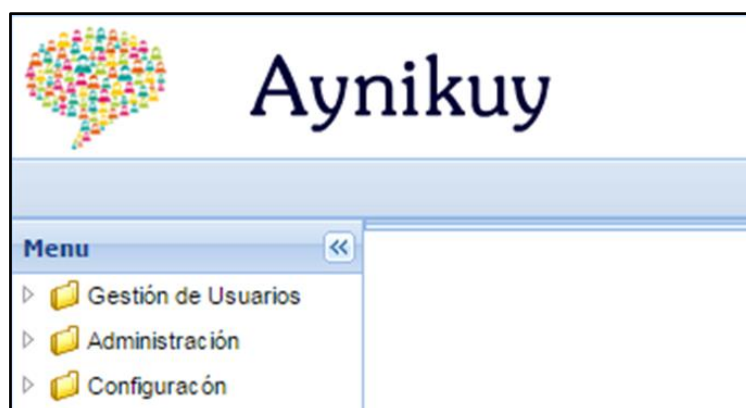 Aynikuy
Menu
Gestión de Usuarios
Administración
Configuracón